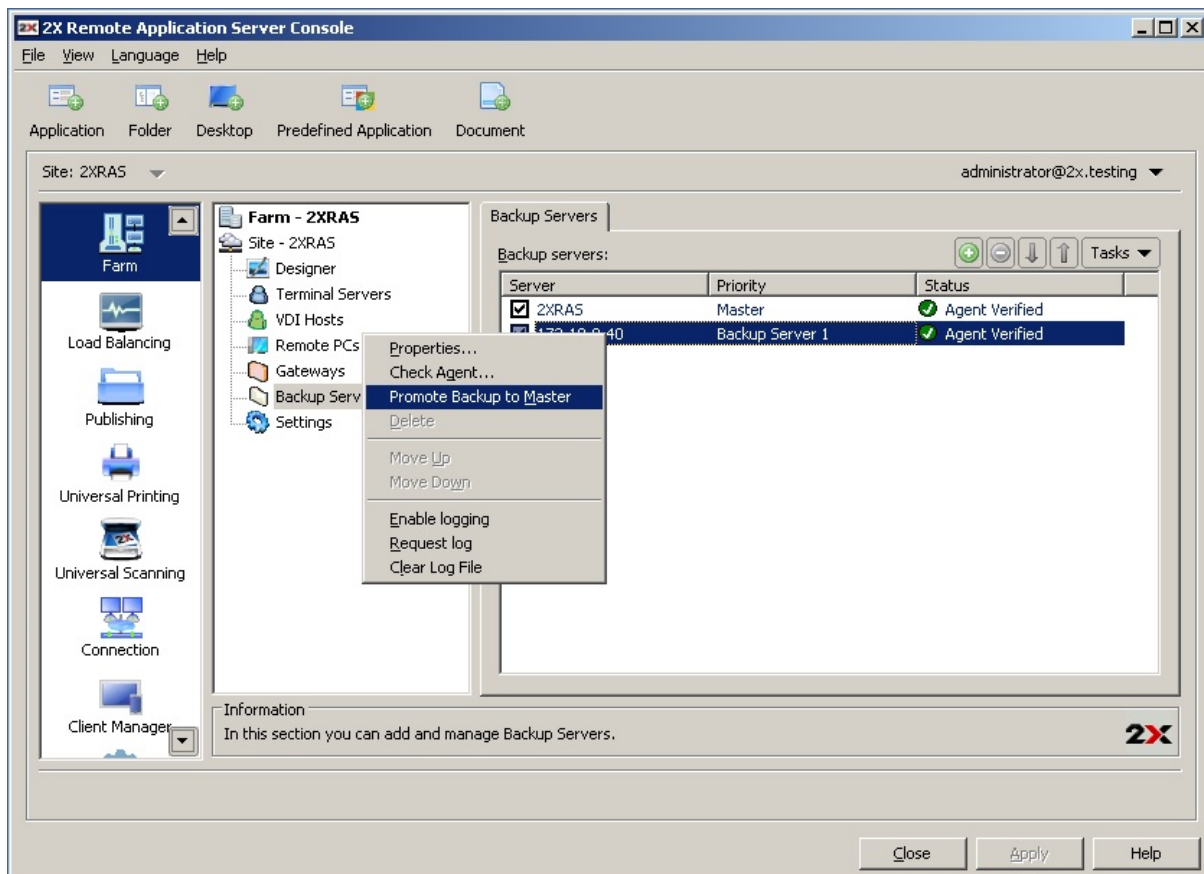 2X 2X Remote Application Server Console
File View Language Help
Application Folder Desktop Predefined Application Document
Site: 2XRAS administrator@2x.testing
Farm
Load Balancing
Publishing
Universal Printing
2X
Universal Scanning
Connection
Client Manager
Farm - 2XRAS
Site - 2XRAS
Designer
Terminal Servers
VDI Hosts
Remote PCs
Gateways
Backup Serv
Settings
Properties...
Check Agent...
Promote Backup to Master
Delete
Move Up
Move Down
Enable logging
Request log
Clear Log File
Backup Servers
Backup servers: Tasks
Server Priority Status
2XRAS Master Agent Verified
Backup Server 1 Agent Verified
Information
In this section you can add and manage Backup Servers.
2X
Close Apply Help